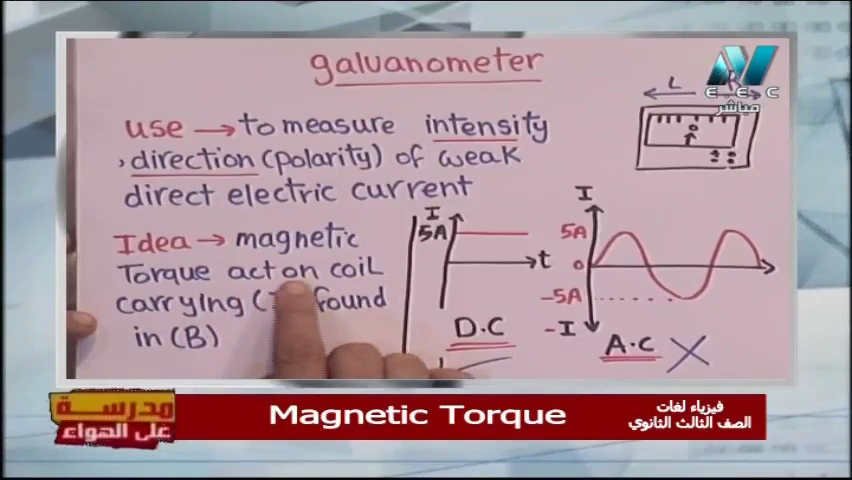 galvanometer
L R
EEC
مباشر
0
use → to measure intensity
, direction (polarity) of weak
direct electric current
Idea → magnetic
Torque act on coil
carrying ( found
in (B)
I
5A
t
D.C
I
5A
0
-5A
-I
A.C
مدرسة
على الهواء
Magnetic Torque
فيزياء لغات
الصف الثالث الثانوي